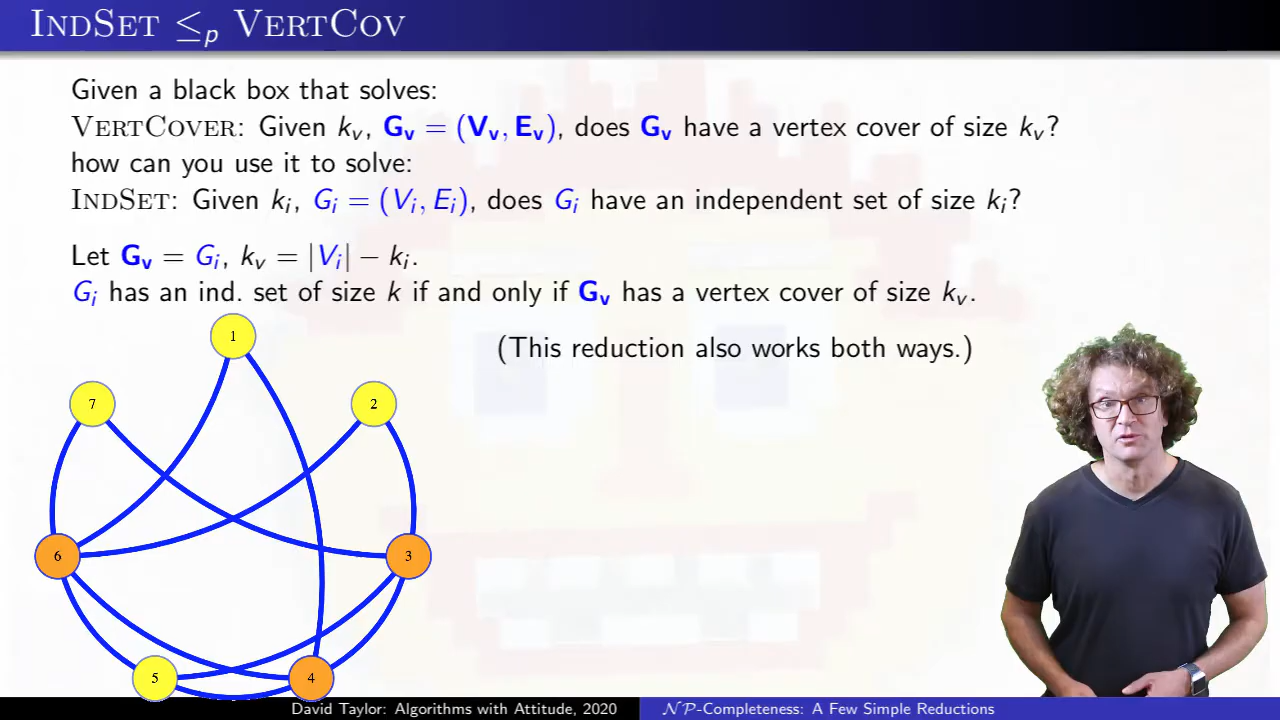 INDSET ≤p VERTCOV
Given a black box that solves:
VERTCOVER: Given kv, Gv = (Vv, Ev), does Gv have a vertex cover of size kv?
how can you use it to solve:
INDSET: Given ki, Gi = (Vi, Ei), does Gi have an independent set of size ki?
Let Gv = Gi, kv = |Vi| − ki.
Gi has an ind. set of size k if and only if Gv has a vertex cover of size kv.
(This reduction also works both ways.)
1
7
2
6
3
5
4
David Taylor: Algorithms with Attitude, 2020
NP-Completeness: A Few Simple Reductions